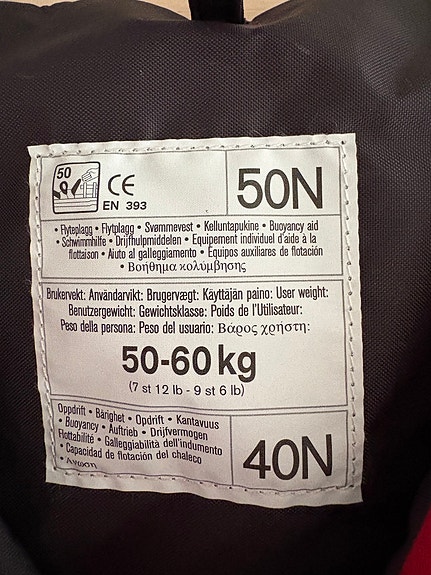 50
CE
EN 393
50N
• Flyteplagg • Flytplagg • Svømmevest • Kelluntapukine • Buoyancy aid
• Schwimmhilfe • Drijfhulpmiddelen • Equipement individuel d'aide à la
flottaison • Aiuto al galleggiamento • Equipos auxiliares de flotación
• Βοήθημα κολύμβησης
Brukervekt: Användarvikt: Brugervægt: Käyttäjän paino: User weight:
Benutzergewicht: Gewichtsklasse: Poids de l'Utilisateur:
Peso della persona: Peso del usuario: Βάρος χρήστη:
50-60 kg
(7 st 12 lb - 9 st 6 lb)
Oppdrift • Bärighet • Opdrift • Kantavuus
• Buoyancy • Auftrieb • Drijfvermogen
Flottabilité • Galleggiabilità dell'indumento
• Capacidad de flotación del chaleco
• Άνωση
40N